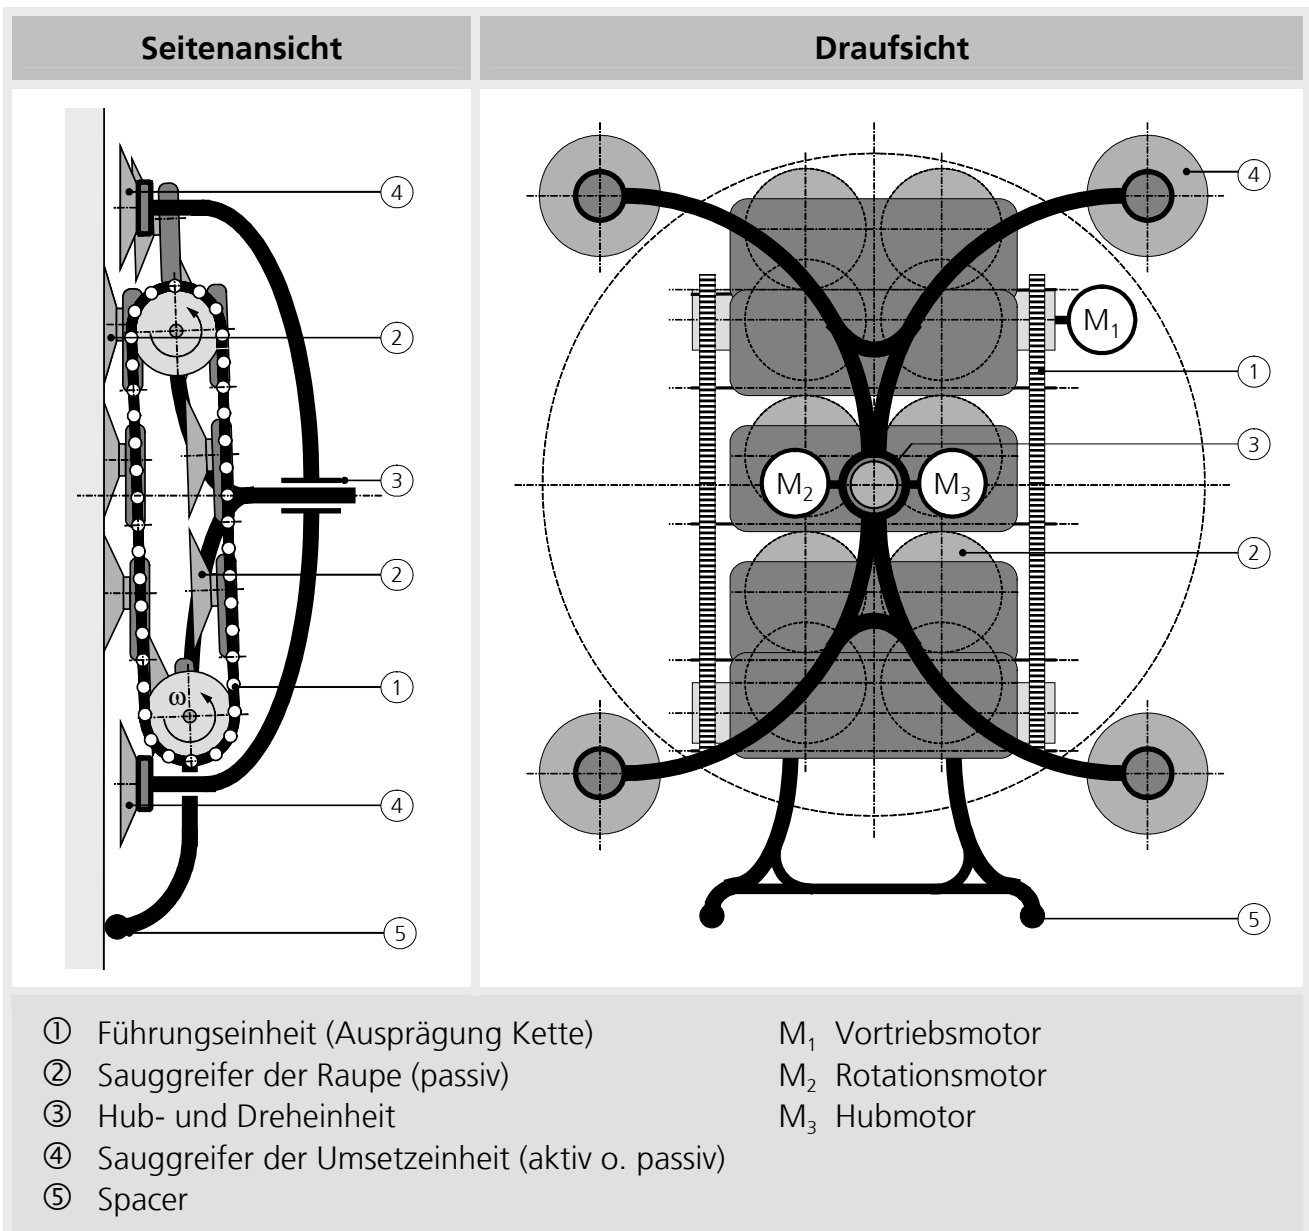 Seitenansicht
Draufsicht
4
2
3
2
ω
1
4
5
4
M1
1
3
M2
M3
2
5
① Führungseinheit (Ausprägung Kette)
② Sauggreifer der Raupe (passiv)
③ Hub- und Dreheinheit
④ Sauggreifer der Umsetzeinheit (aktiv o. passiv)
⑤ Spacer
M1 Vortriebsmotor
M2 Rotationsmotor
M3 Hubmotor